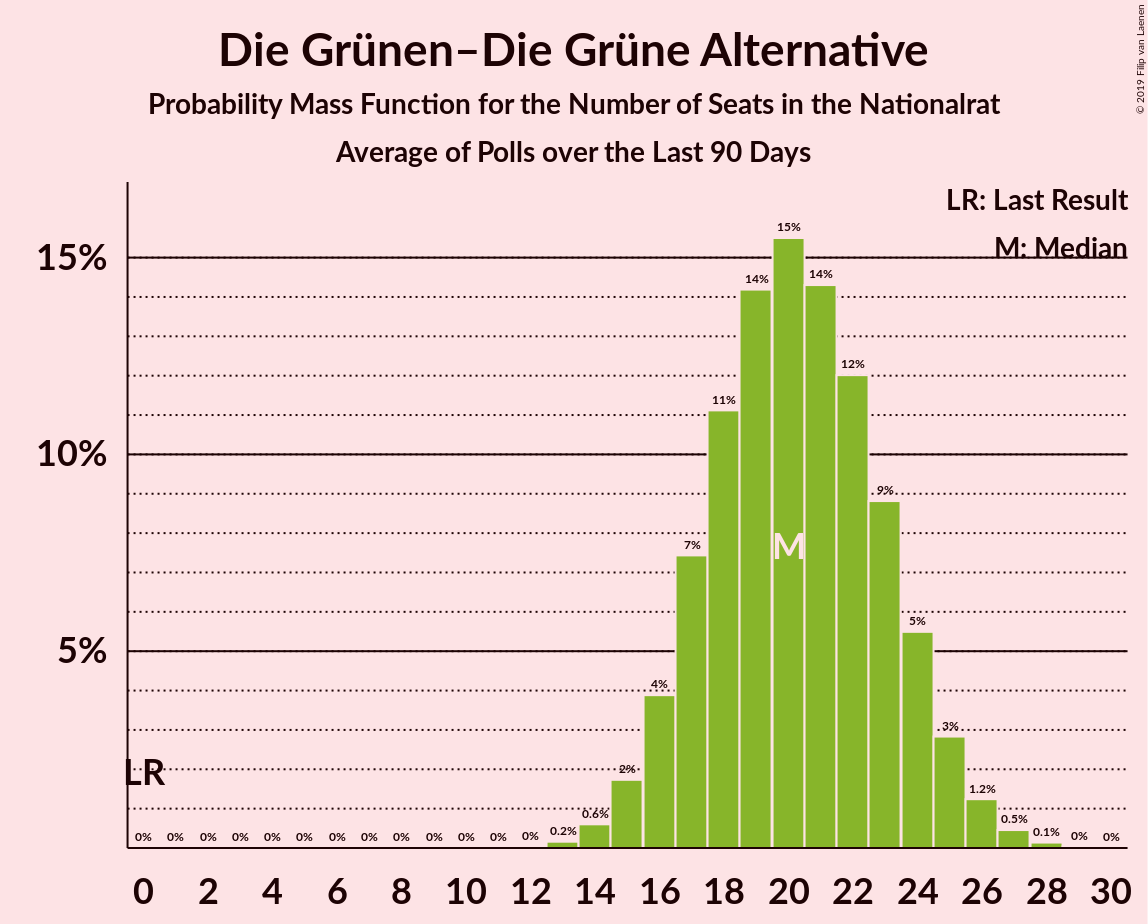 Die Grünen–Die Grüne Alternative
Probability Mass Function for the Number of Seats in the Nationalrat
Average of Polls over the Last 90 Days
© 2019 Filip van Laenen
LR: Last Result
M: Median
15%
10%
5%
15%
14%
14%
12%
11%
9%
7%
M
5%
4%
3%
LR
2%
1.2%
0.6%
0.5%
0% 0% 0% 0% 0% 0% 0% 0% 0% 0% 0% 0% 0% 0.2% 0.1% 0% 0%
0 2 4 6 8 10 12 14 16 18 20 22 24 26 28 30